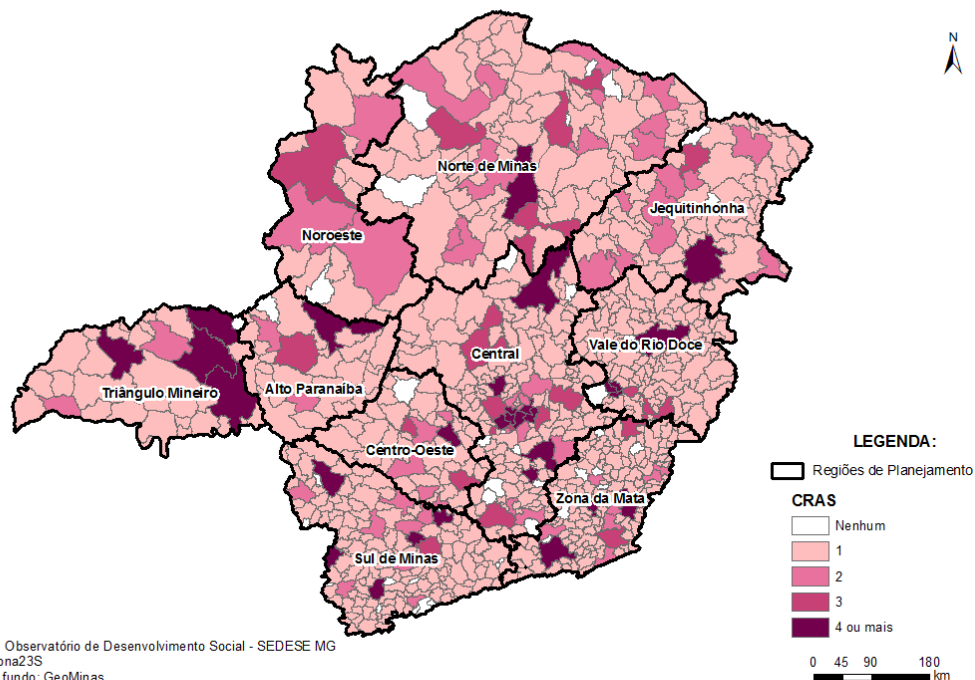 N
Norte de Minas
Jequitinhonha
Noroeste
Central
Vale do Rio Doce
Triângulo Mineiro
Alto Paranaíba
Centro-Oeste
Zona da Mata
Sul de Minas
LEGENDA:
Regiões de Planejamento
CRAS
Nenhum
1
2
3
4 ou mais
Observatório de Desenvolvimento Social - SEDESE MG
ona23S
fundo: GeoMinas
0 45 90 180
km